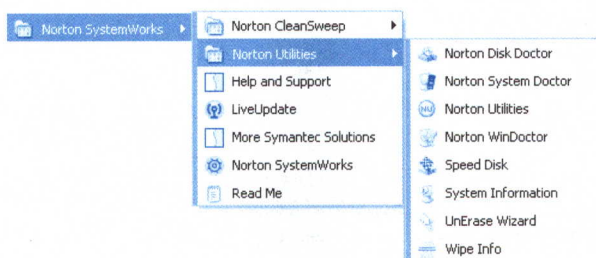 Norton SystemWorks
Norton CleanSweep
Norton Utilities
Help and Support
LiveUpdate
More Symantec Solutions
Norton SystemWorks
Read Me
Norton Disk Doctor
Norton System Doctor
NU
Norton Utilities
Norton WinDoctor
Speed Disk
System Information
UnErase Wizard
Wipe Info